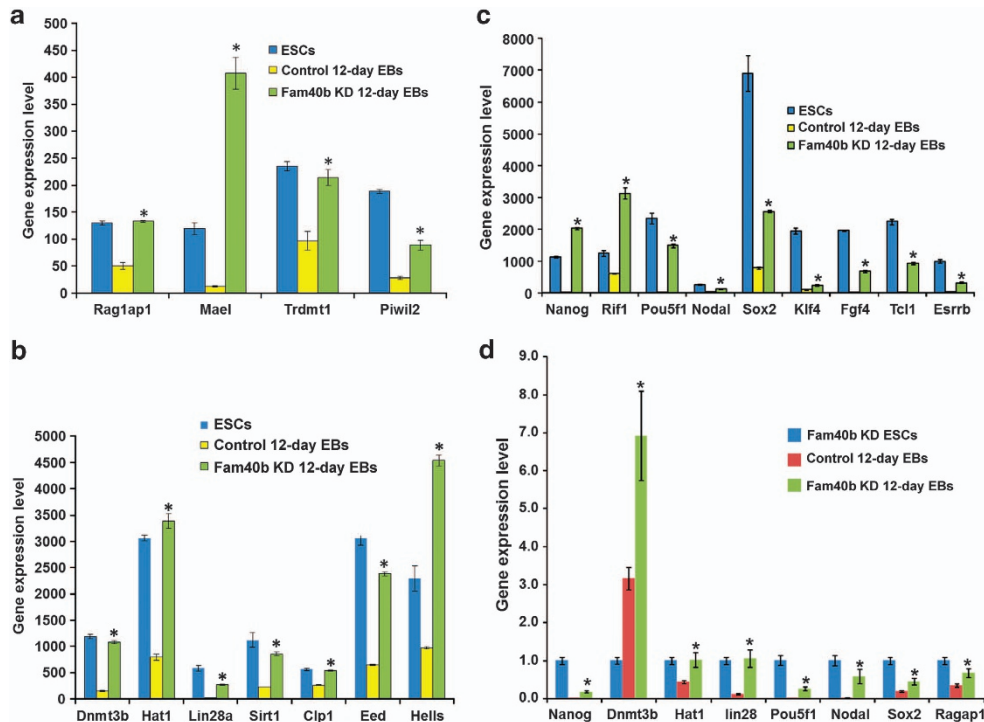 a
Gene expression level
500
450
400
350
300
250
200
150
100
50
0
ESCs
Control 12-day EBs
Fam40b KD 12-day EBs
*
*
*
*
Rag1ap1 Mael Trdmt1 Piwil2
b
Gene expression level
5000
4500
4000
3500
3000
2500
2000
1500
1000
500
0
ESCs
Control 12-day EBs
Fam40b KD 12-day EBs
*
*
*
*
*
*
*
Dnmt3b Hat1 Lin28a Sirt1 Clp1 Eed Hells
c
Gene expression level
8000
7000
6000
5000
4000
3000
2000
1000
0
ESCs
Control 12-day EBs
Fam40b KD 12-day EBs
*
*
*
*
*
*
*
*
*
Nanog Rif1 Pou5f1 Nodal Sox2 Klf4 Fgf4 Tcl1 Esrrb
d
Gene expression level
9.0
8.0
7.0
6.0
5.0
4.0
3.0
2.0
1.0
0.0
Fam40b KD ESCs
Control 12-day EBs
Fam40b KD 12-day EBs
*
*
*
*
*
*
*
*
Nanog Dnmt3b Hat1 lin28 Pou5f1 Nodal Sox2 Ragap1